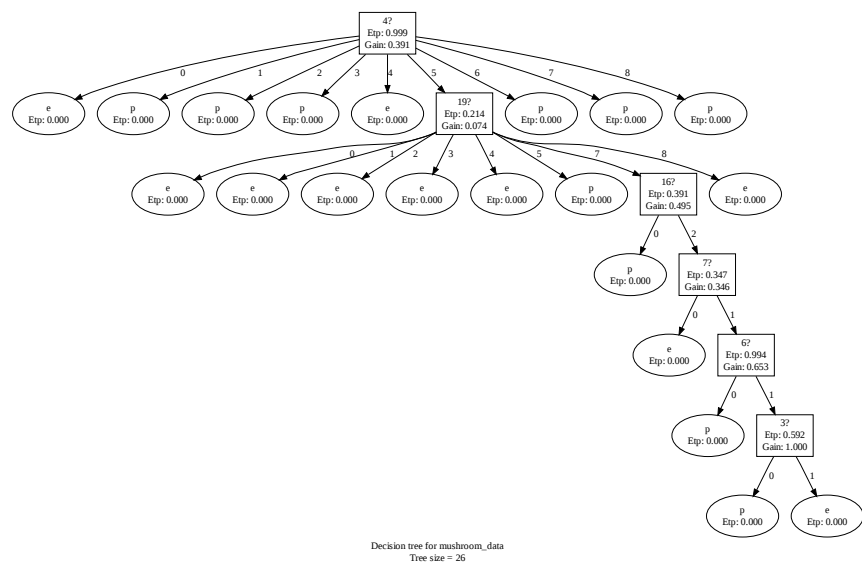 4?
Etp: 0.999
Gain: 0.391
0
1
2
3
4
5
6
7
8
e
Etp: 0.000
p
Etp: 0.000
p
Etp: 0.000
p
Etp: 0.000
e
Etp: 0.000
19?
Etp: 0.214
Gain: 0.074
p
Etp: 0.000
p
Etp: 0.000
p
Etp: 0.000
0
1
2
3
4
5
7
8
e
Etp: 0.000
e
Etp: 0.000
e
Etp: 0.000
e
Etp: 0.000
e
Etp: 0.000
p
Etp: 0.000
16?
Etp: 0.391
Gain: 0.495
e
Etp: 0.000
0
2
p
Etp: 0.000
7?
Etp: 0.347
Gain: 0.346
0
1
e
Etp: 0.000
6?
Etp: 0.994
Gain: 0.653
0
1
p
Etp: 0.000
3?
Etp: 0.592
Gain: 1.000
0
1
p
Etp: 0.000
e
Etp: 0.000
Decision tree for mushroom_data
Tree size = 26